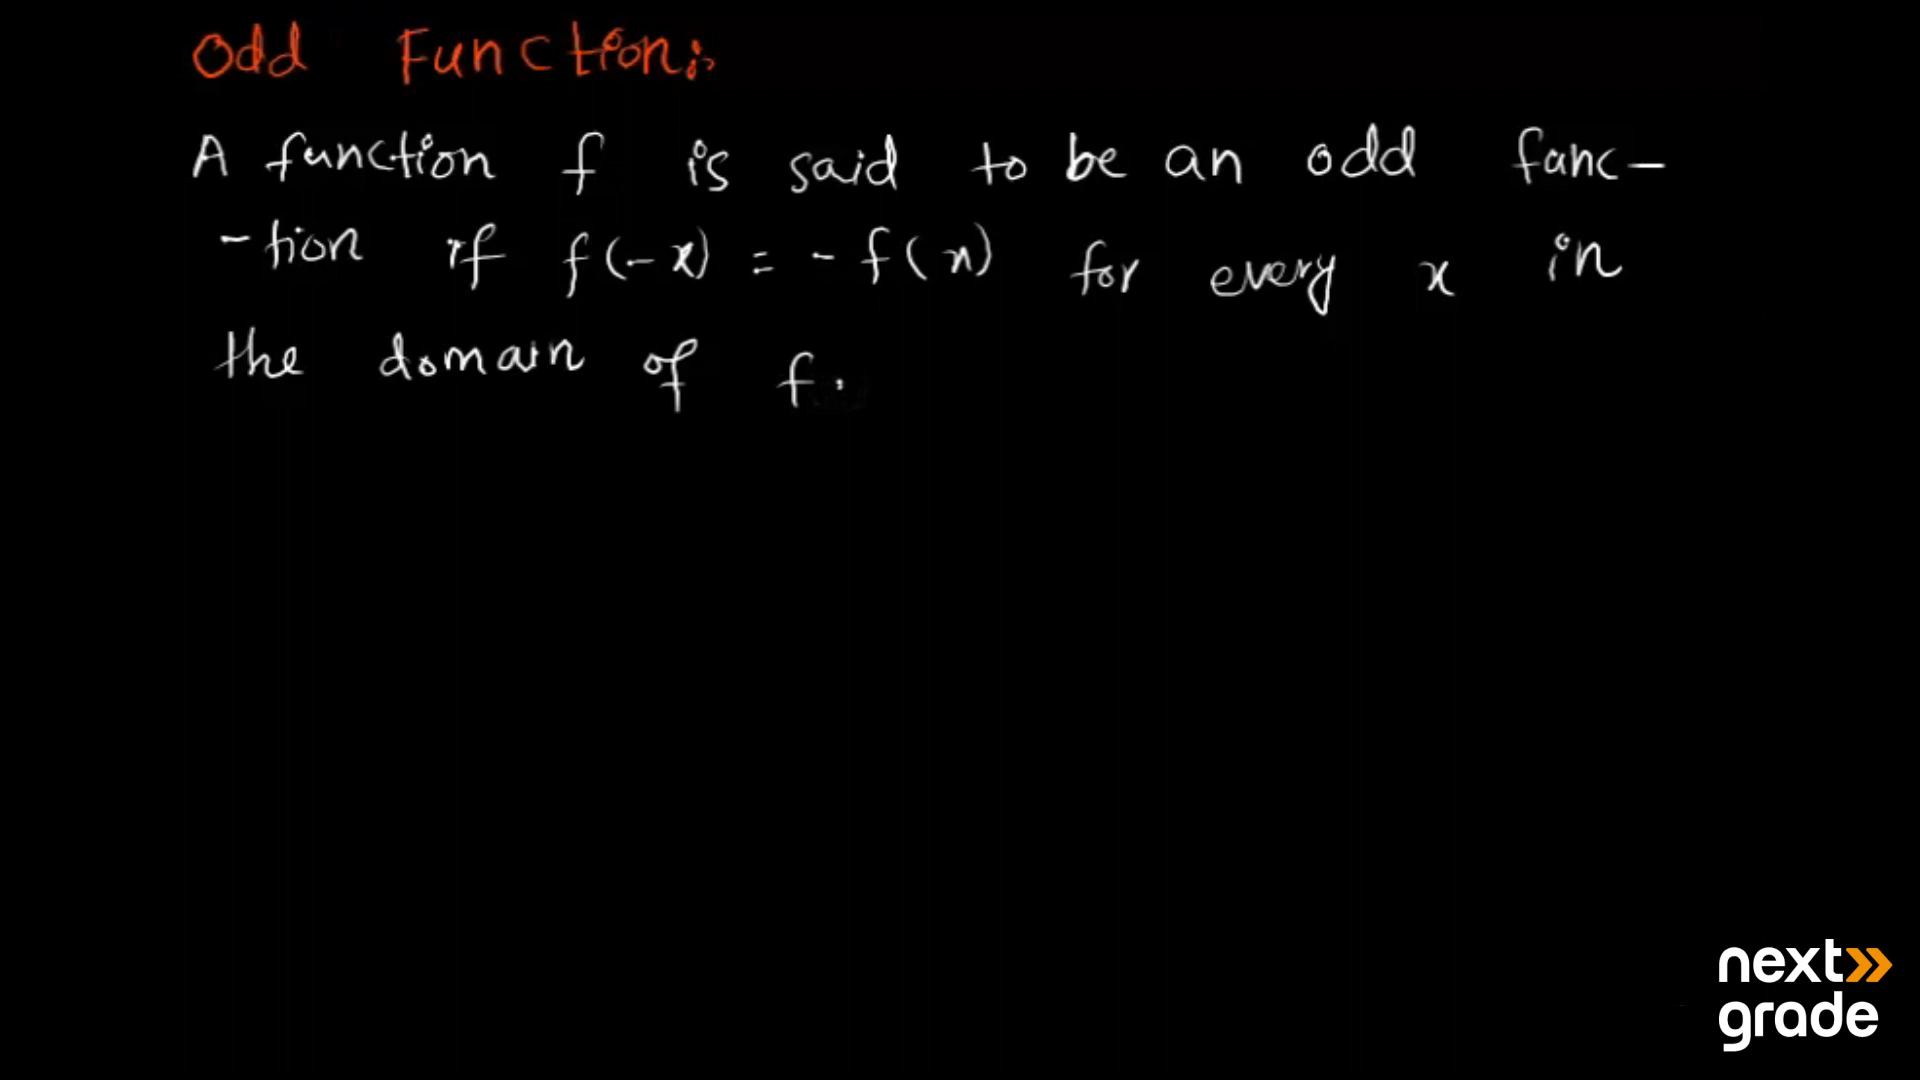 Odd Function:-
A function f is said to be an odd func-
-tion if f(-x) = -f(x) for every x in
the domain of f.
next
grade